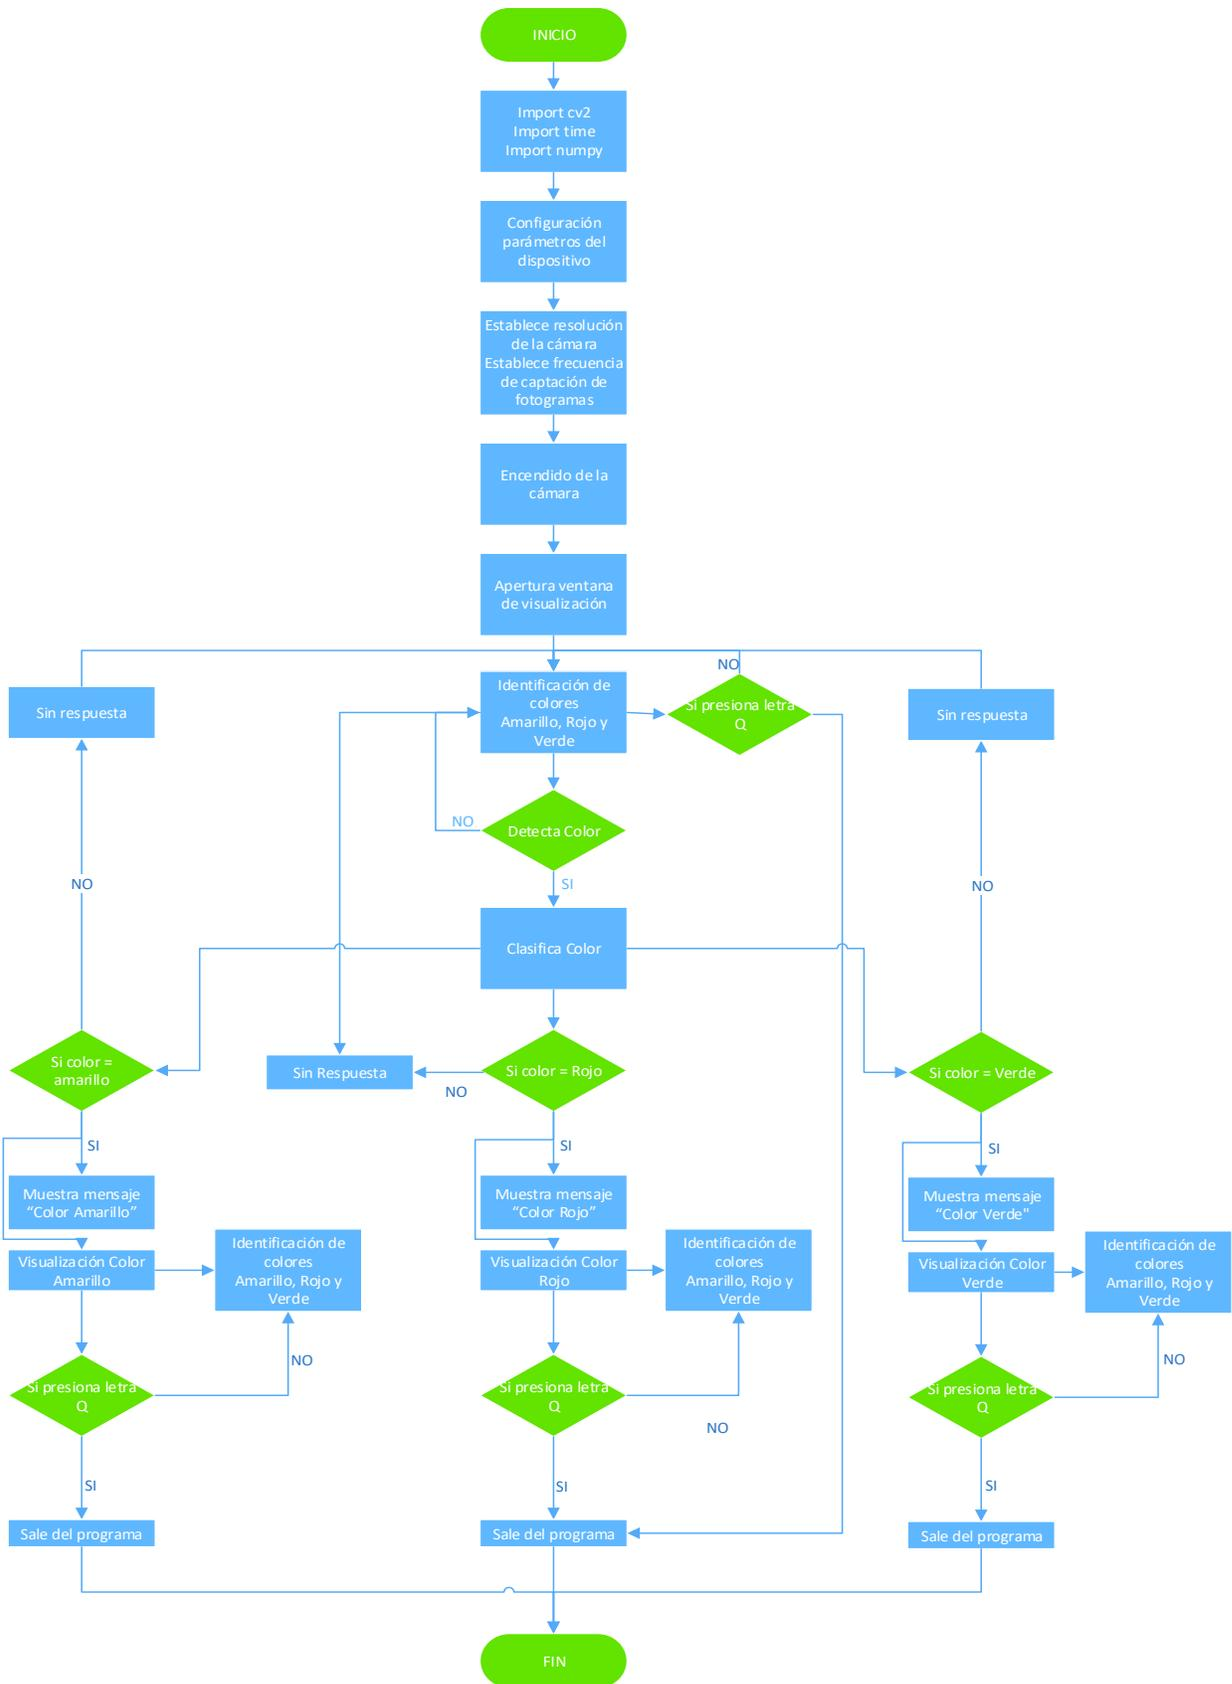 INICIO
Import cv2
Import time
Import numpy
Configuración
parámetros del
dispositivo
Establece resolución
de la cámara
Establece frecuencia
de captación de
fotogramas
Encendido de la
cámara
Apertura ventana
de visualización
NO
Sin respuesta
Identificación de
colores
Amarillo, Rojo y
Verde
Si presiona letra
Q
Sin respuesta
NO
Detecta Color
NO
SI
NO
Clasifica Color
Si color =
amarillo
Sin Respuesta
NO
Si color = Rojo
Si color = Verde
SI
SI
SI
Muestra mensaje
“Color Amarillo”
Muestra mensaje
“Color Rojo”
Muestra mensaje
“Color Verde"
Visualización Color
Amarillo
Identificación de
colores
Amarillo, Rojo y
Verde
Visualización Color
Rojo
Identificación de
colores
Amarillo, Rojo y
Verde
Visualización Color
Verde
Identificación de
colores
Amarillo, Rojo y
Verde
NO
NO
NO
Si presiona letra
Q
Si presiona letra
Q
Si presiona letra
Q
SI
SI
SI
Sale del programa
Sale del programa
Sale del programa
FIN